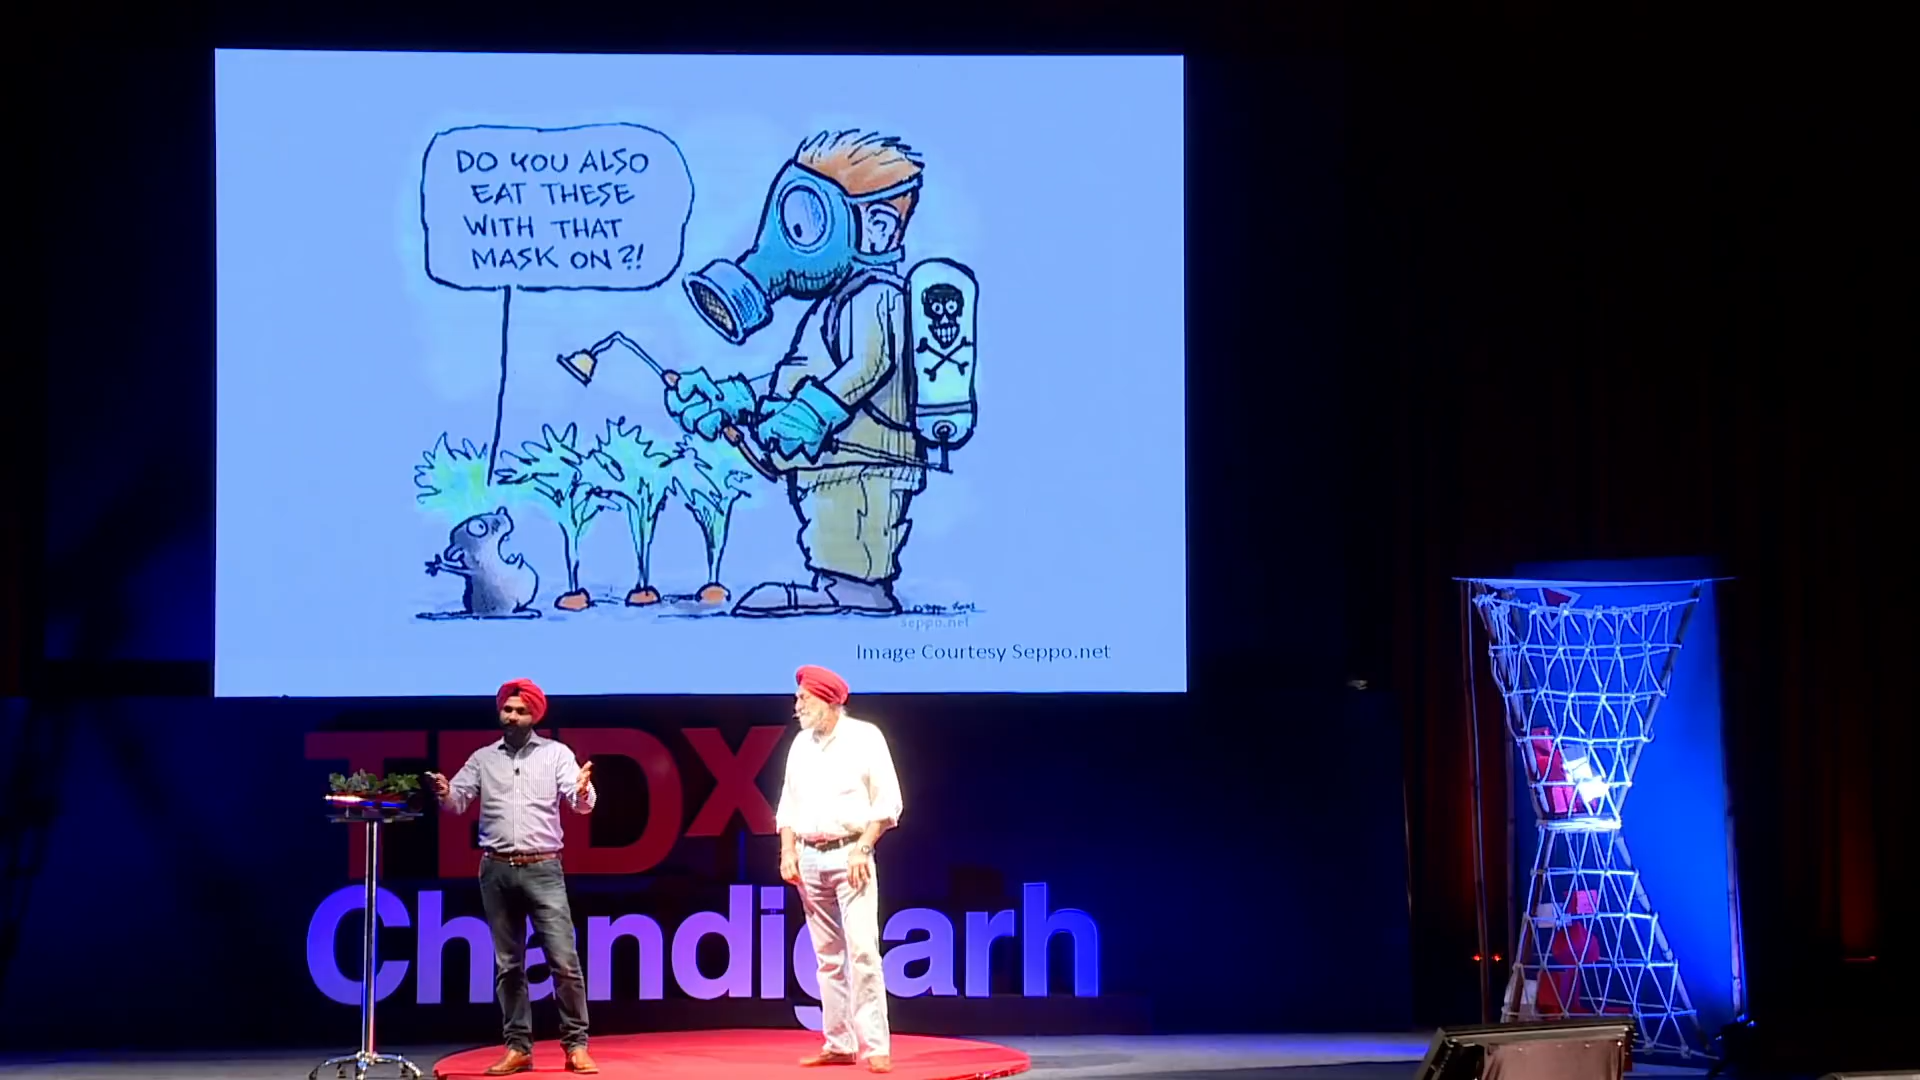 DO YOU ALSO
EAT THESE
WITH THAT
MASK ON?!
seppo.net
Image Courtesy Seppo.net
TEDx
Chandigarh